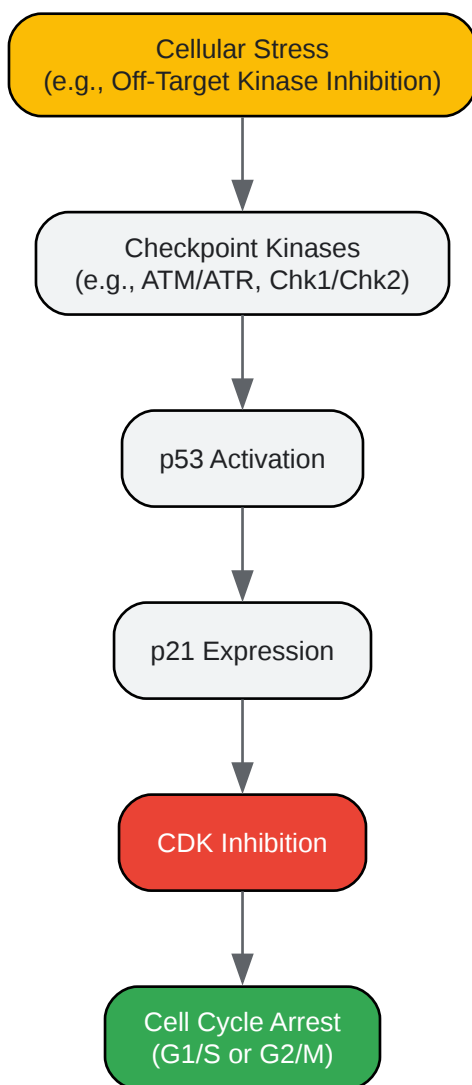 Cellular Stress
(e.g., Off-Target Kinase Inhibition)
Checkpoint Kinases
(e.g., ATM/ATR, Chk1/Chk2)
p53 Activation
p21 Expression
CDK Inhibition
Cell Cycle Arrest
(G1/S or G2/M)